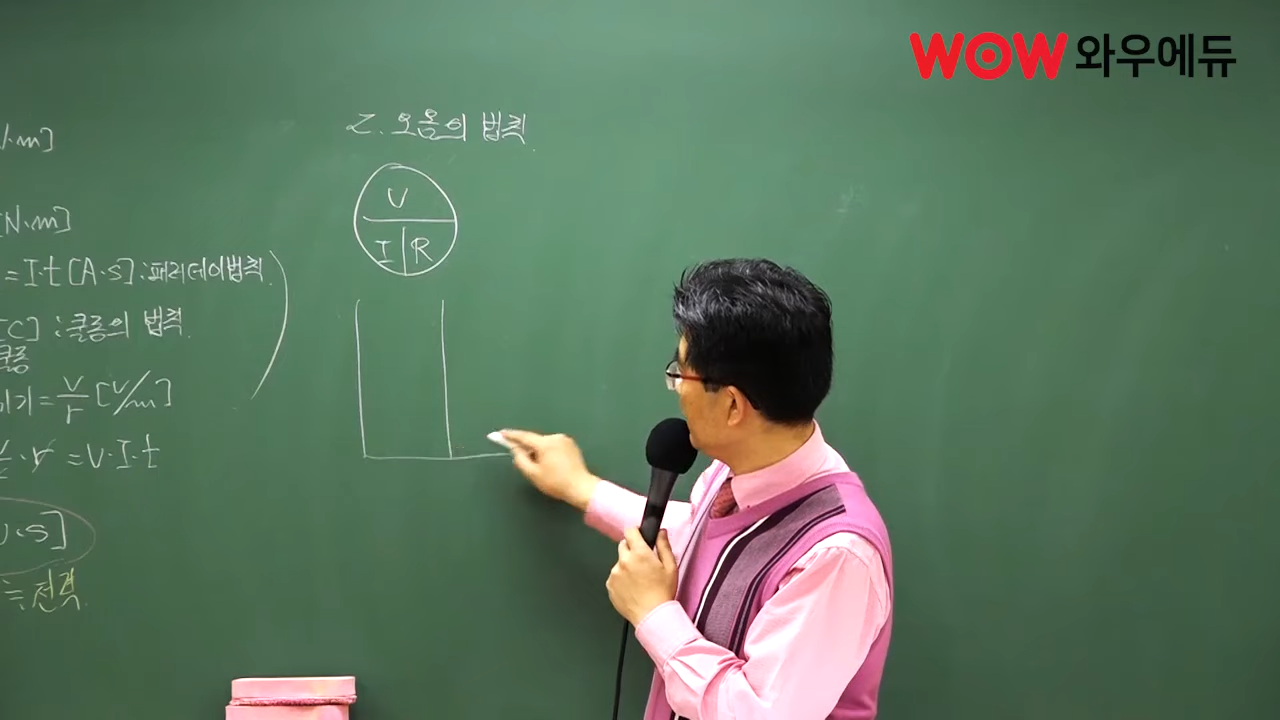 WOW 와우에듀
·m]
[N·m]
=I·t[A·s]:패러데이법칙.
[C]:쿨롱의 법칙.
쿨롱
=V/r[V/m]
=V·I·t
·s]
≒전력.
2. 오옴의 법칙.
V
I R